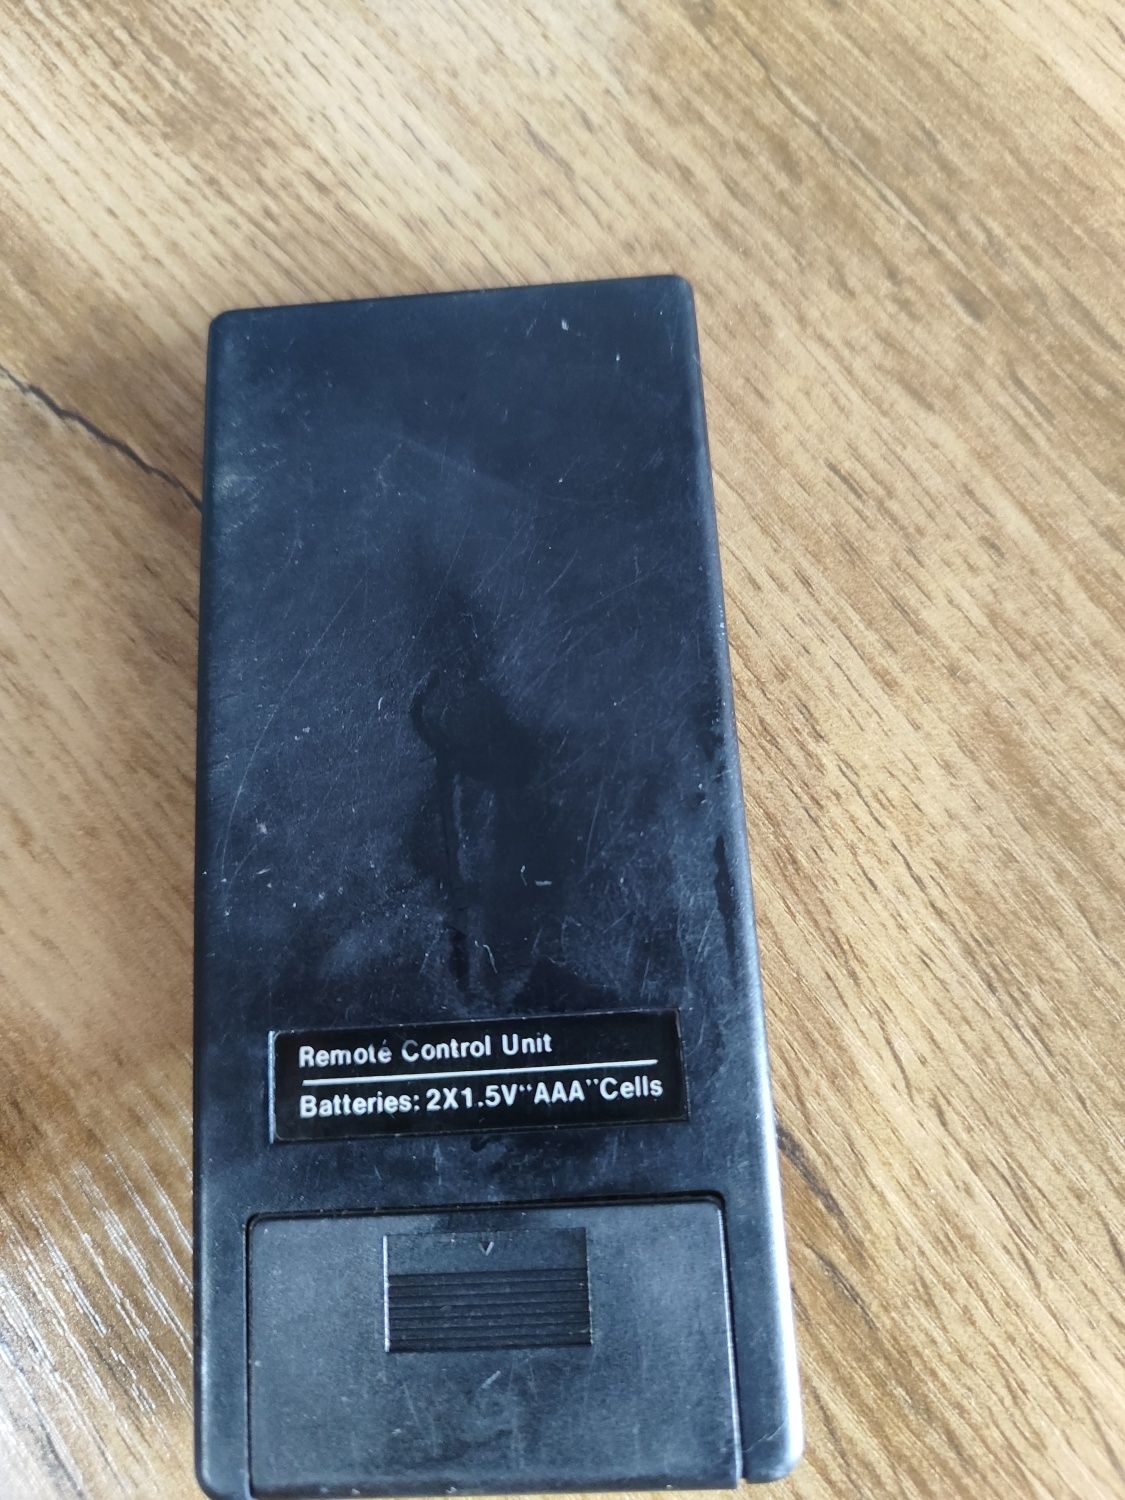 Remote Control Unit
Batteries: 2X1.5V "AAA" Cells